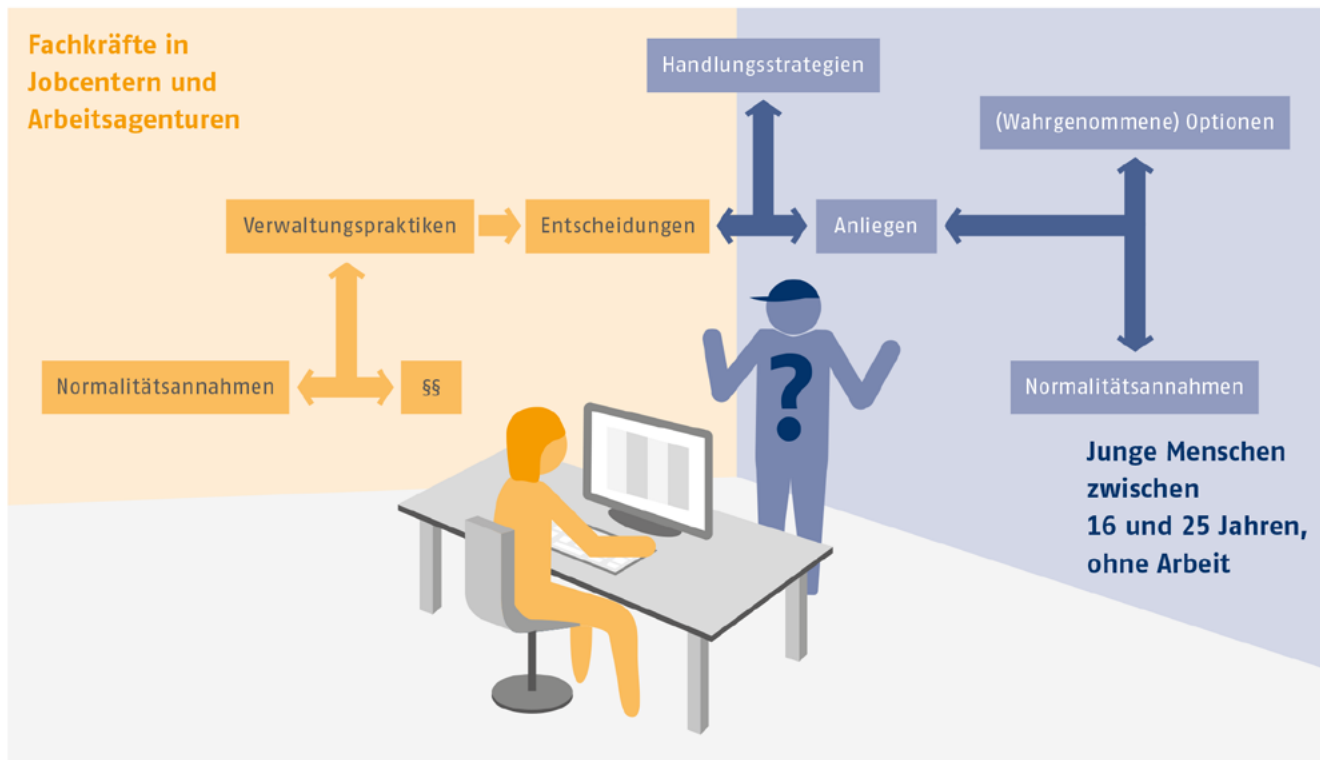 Fachkräfte in
Jobcentern und
Arbeitsagenturen
Handlungsstrategien
(Wahrgenommene) Optionen
Verwaltungspraktiken
Entscheidungen
Anliegen
Normalitätsannahmen
§§
?
Normalitätsannahmen
Junge Menschen
zwischen
16 und 25 Jahren,
ohne Arbeit